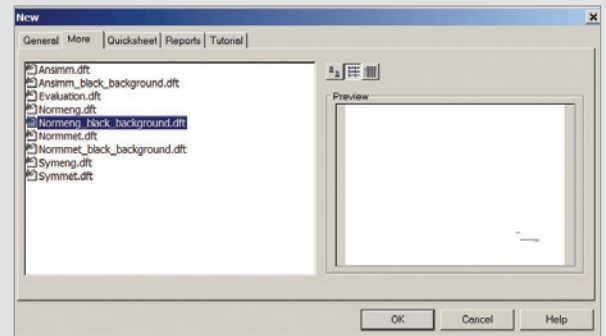 New
General More Quicksheet Reports Tutorial
Ansimm.dft
Ansimm_black_background.dft
Evaluation.dft
Normeng.dft
Normeng_black_background.dft
Normmet.dft
Normmet_black_background.dft
Symeng.dft
Symmet.dft
Preview
OK Cancel Help